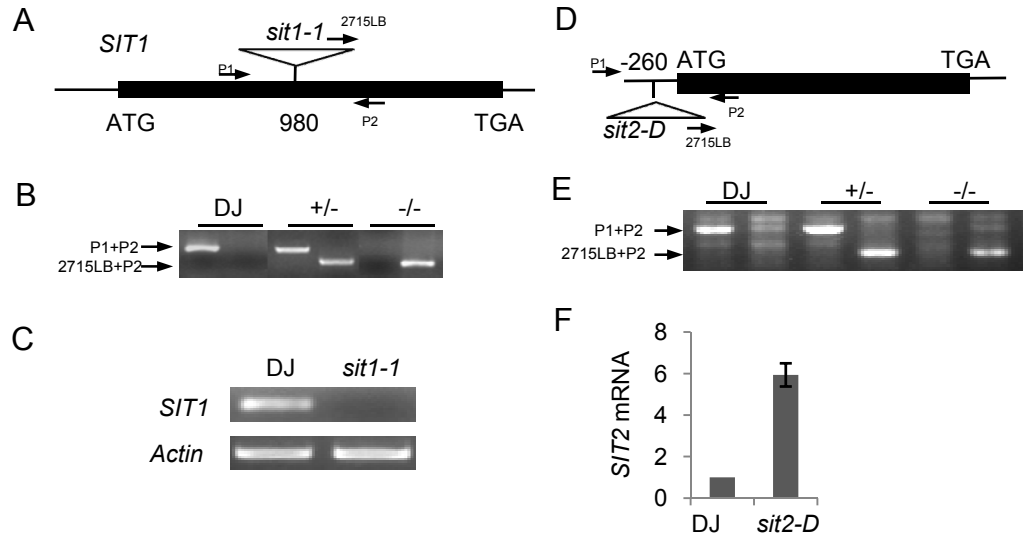 A
SIT1
sit1-1
2715LB
P1
P2
ATG
980
TGA
B
DJ
+/-
-/-
P1+P2
2715LB+P2
C
DJ
sit1-1
SIT1
Actin
D
P1
-260
ATG
TGA
sit2-D
2715LB
P2
E
DJ
+/-
-/-
P1+P2
2715LB+P2
F
SIT2 mRNA
8
6
4
2
0
DJ
sit2-D